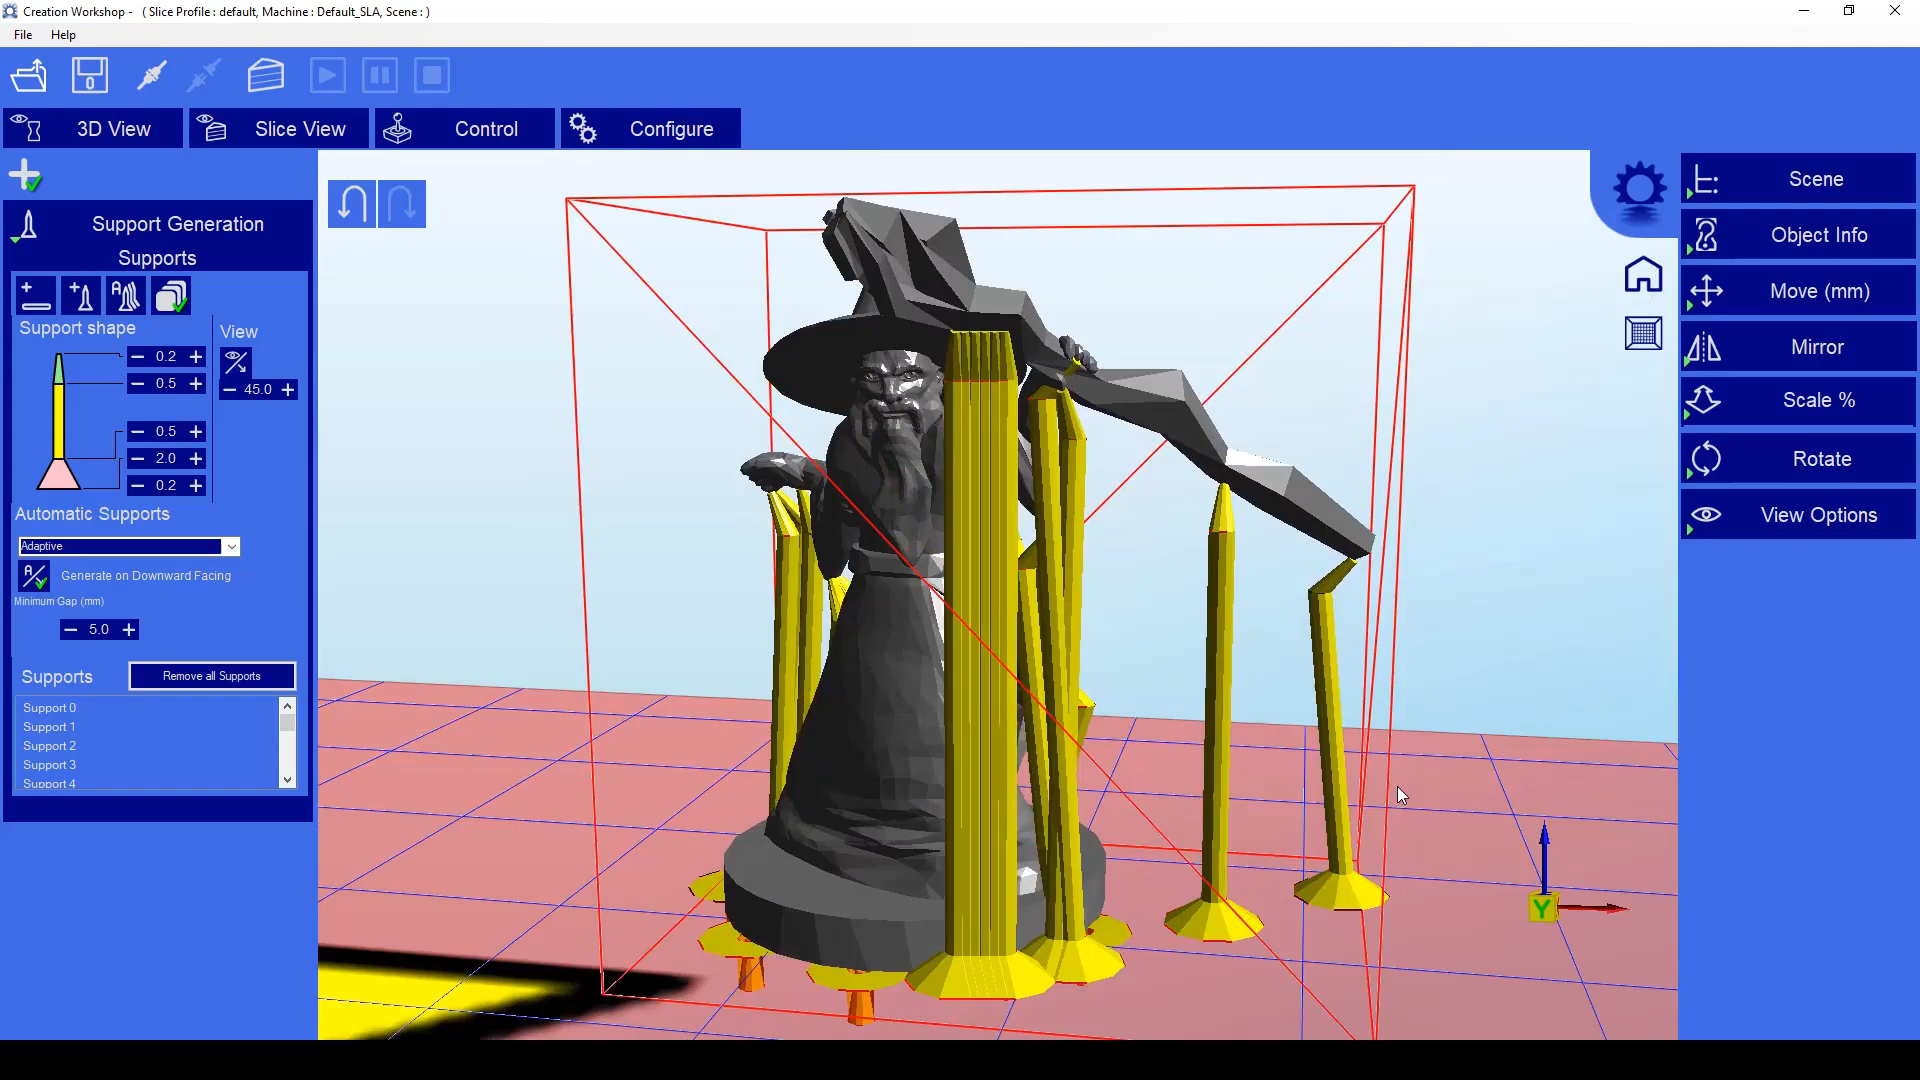 Creation Workshop -   ( Slice Profile : default, Machine : Default_SLA, Scene : )
File   Help
3D View   Slice View   Control   Configure
Support Generation
Supports
Support shape   View
0.2
0.5
45.0
0.5
2.0
0.2
Automatic Supports
Adaptive
Generate on Downward Facing
Minimum Gap (mm)
5.0
Supports   Remove all Supports
Support 0
Support 1
Support 2
Support 3
Support 4
Scene
Object Info
Move (mm)
Mirror
Scale %
Rotate
View Options
Y